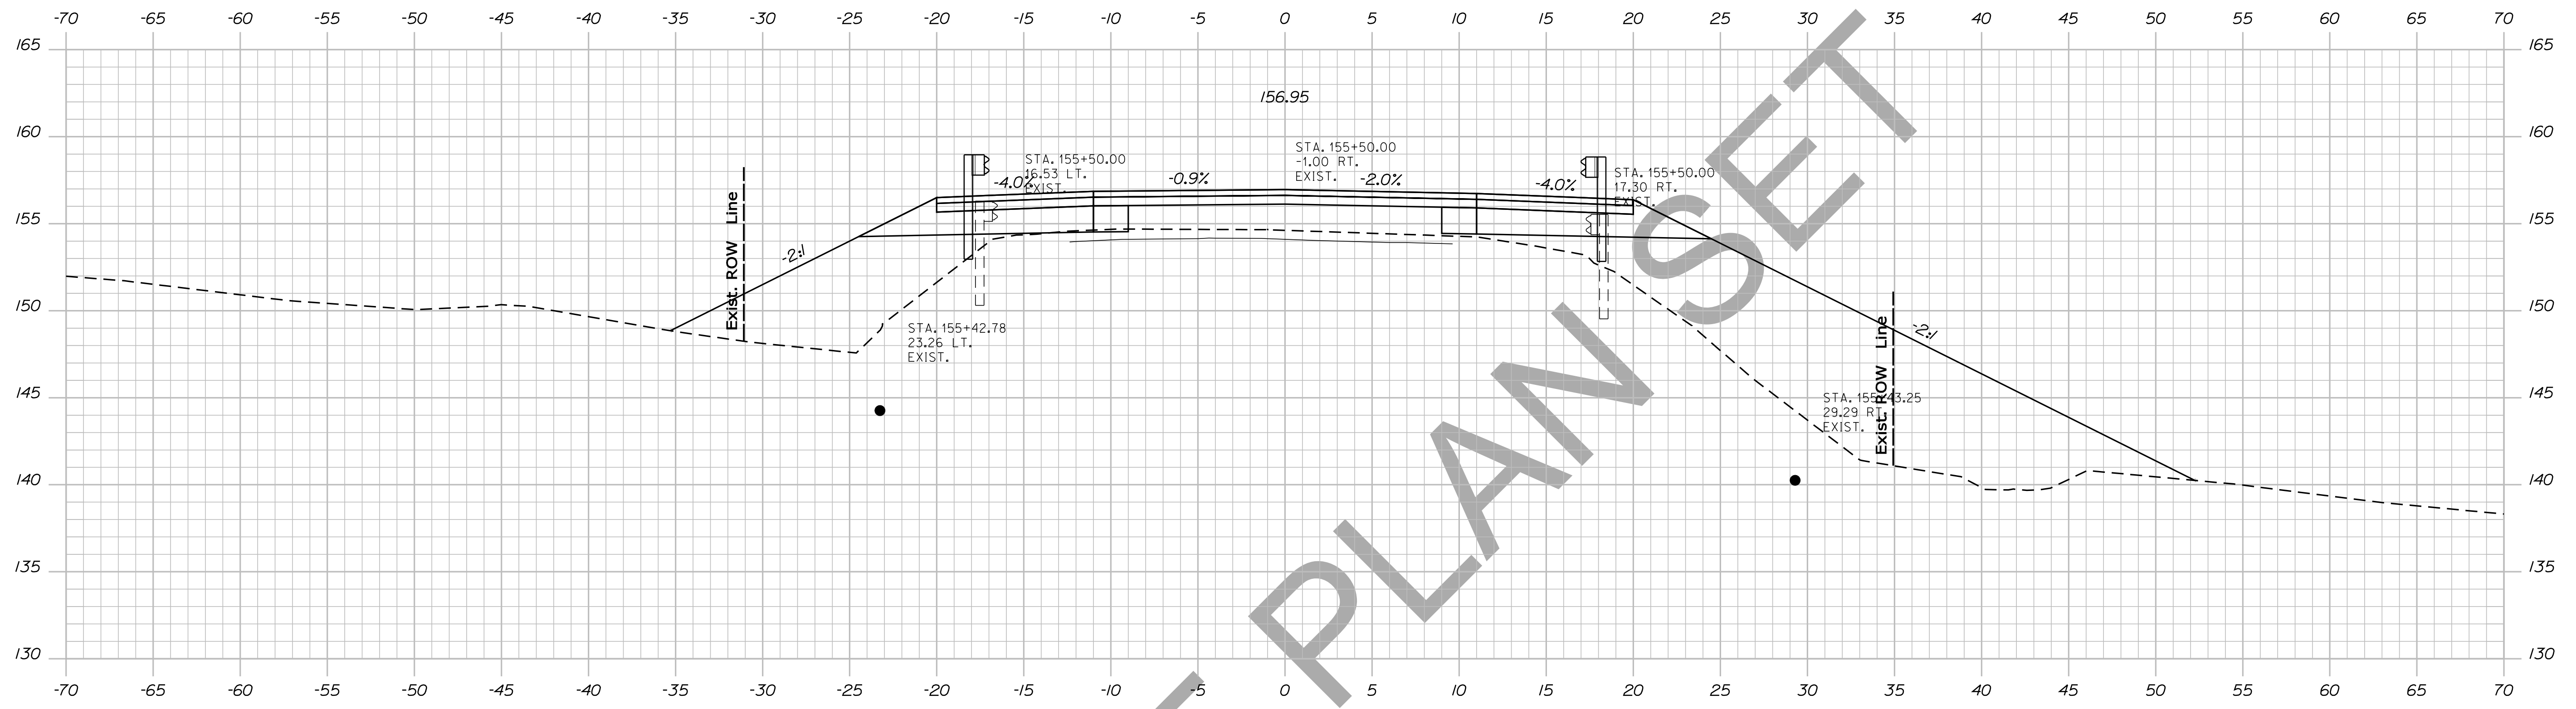 -70 -65 -60 -55 -50 -45 -40 -35 -30 -25 -20 -15 -10 -5 0 5 10 15 20 25 30 35 40 45 50 55 60 65 70
165 165
156.95
160 160
STA. 155+50.00
-1.00 RT.
EXIST.
STA. 155+50.00
16.53 LT.
EXIST.
STA. 155+50.00
17.30 RT.
EXIST.
-4.0% -0.9% -2.0% -4.0%
Exist. ROW Line
155 155
-2:1
150 150
STA. 155+42.78
23.26 LT.
EXIST.
-2:1
Exist. ROW Line
145 145
STA. 155+43.25
29.29 RT.
EXIST.
140 140
135 135
130 130
-70 -65 -60 -55 -50 -45 -40 -35 -30 -25 -20 -15 -10 -5 0 5 10 15 20 25 30 35 40 45 50 55 60 65 70
PLAN SET